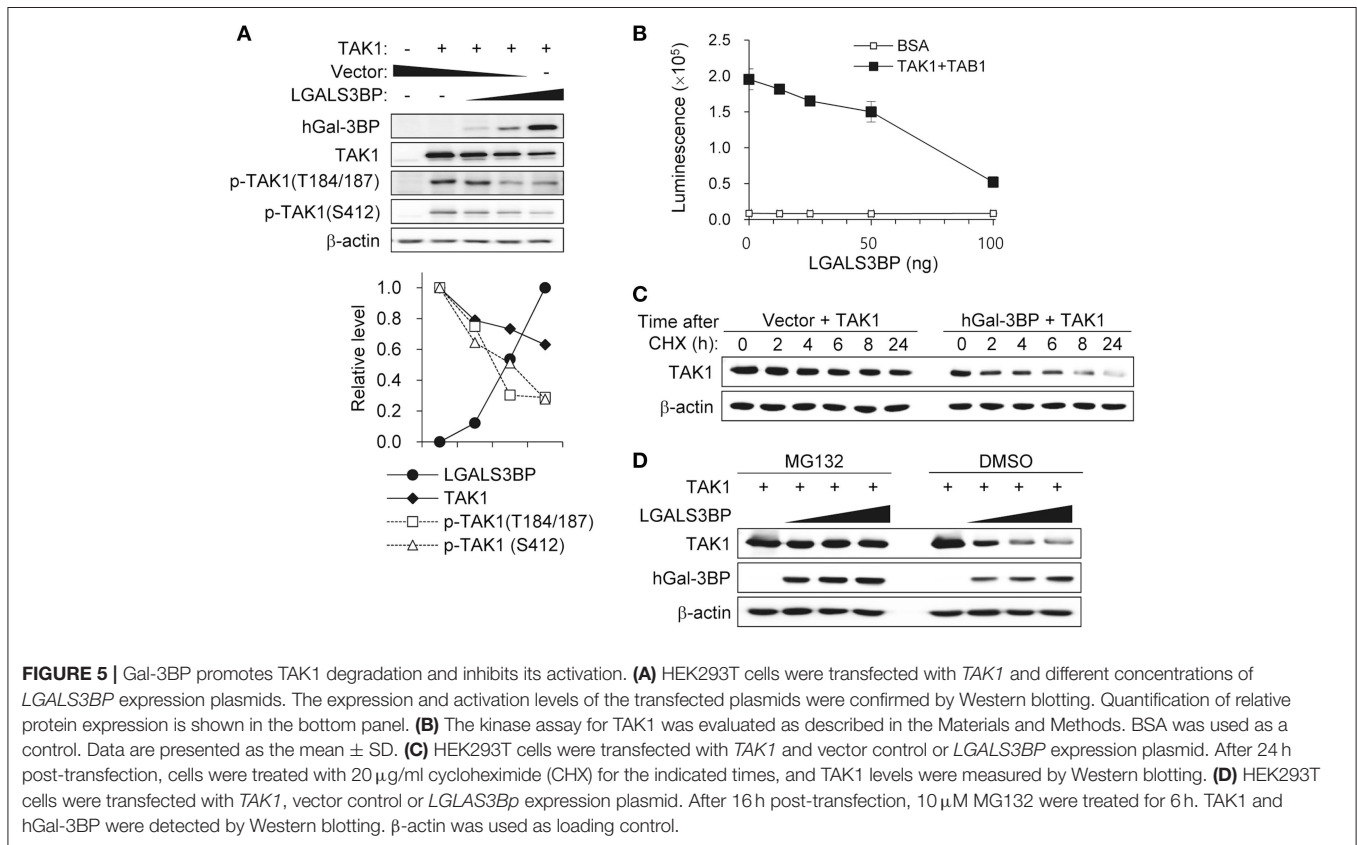 A
TAK1: - + + + +
Vector: -
LGALS3BP: - -
hGal-3BP
TAK1
p-TAK1(T184/187)
p-TAK1(S412)
β-actin
1.0
0.8
0.6
0.4
0.2
0.0
Relative level
LGALS3BP
TAK1
p-TAK1(T184/187)
p-TAK1 (S412)
B
BSA
TAK1+TAB1
2.5
2.0
1.5
1.0
0.5
0.0
Luminescence (×10⁵)
0 50 100
LGALS3BP (ng)
C
Time after Vector + TAK1 hGal-3BP + TAK1
CHX (h): 0 2 4 6 8 24 0 2 4 6 8 24
TAK1
β-actin
D
MG132 DMSO
TAK1 + + + + + + + +
LGALS3BP
TAK1
hGal-3BP
β-actin
FIGURE 5 | Gal-3BP promotes TAK1 degradation and inhibits its activation. (A) HEK293T cells were transfected with TAK1 and different concentrations of
LGALS3BP expression plasmids. The expression and activation levels of the transfected plasmids were confirmed by Western blotting. Quantification of relative
protein expression is shown in the bottom panel. (B) The kinase assay for TAK1 was evaluated as described in the Materials and Methods. BSA was used as a
control. Data are presented as the mean ± SD. (C) HEK293T cells were transfected with TAK1 and vector control or LGALS3BP expression plasmid. After 24 h
post-transfection, cells were treated with 20 μg/ml cycloheximide (CHX) for the indicated times, and TAK1 levels were measured by Western blotting. (D) HEK293T
cells were transfected with TAK1, vector control or LGLAS3Bp expression plasmid. After 16 h post-transfection, 10 μM MG132 were treated for 6 h. TAK1 and
hGal-3BP were detected by Western blotting. β-actin was used as loading control.